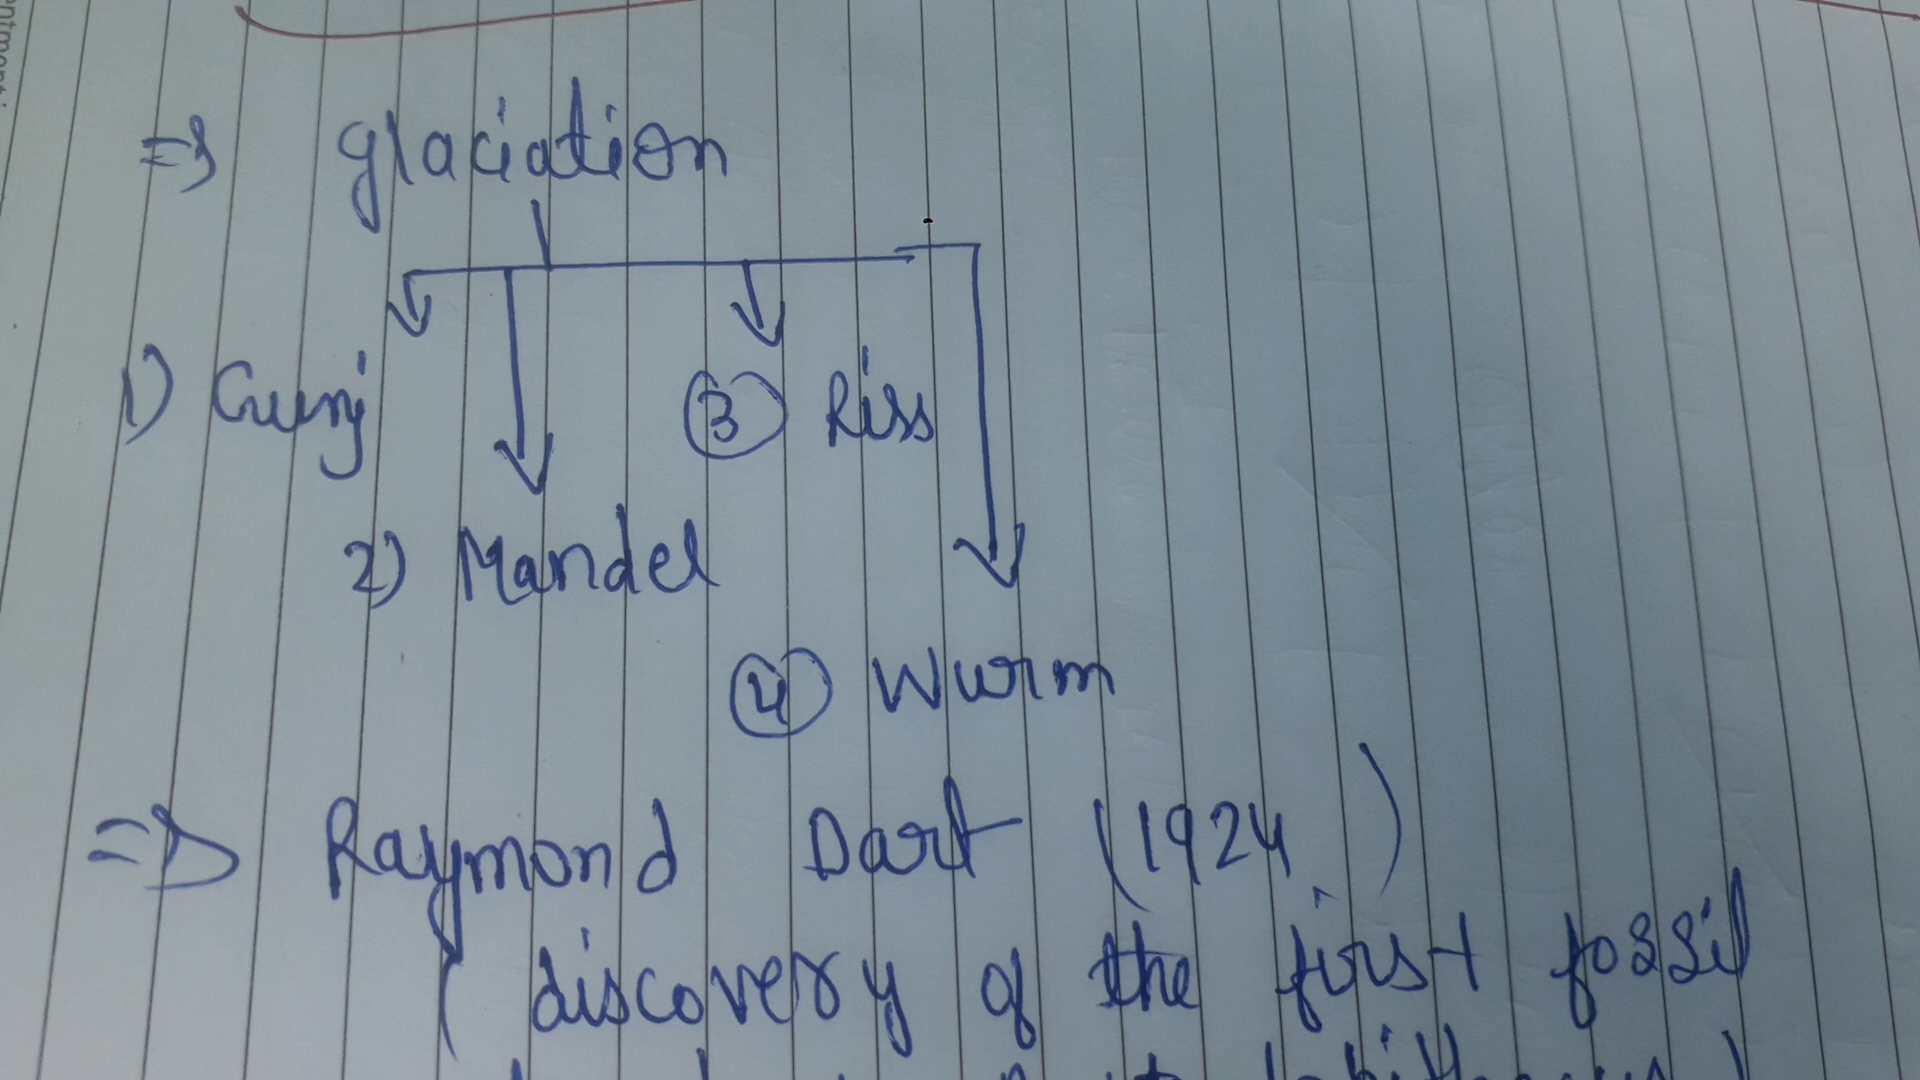 => glaciation
1) Gunj
③ Riss
2) Mandel
④ Wurm
=> Raymond Dart (1924)
( discovery of the first fossil